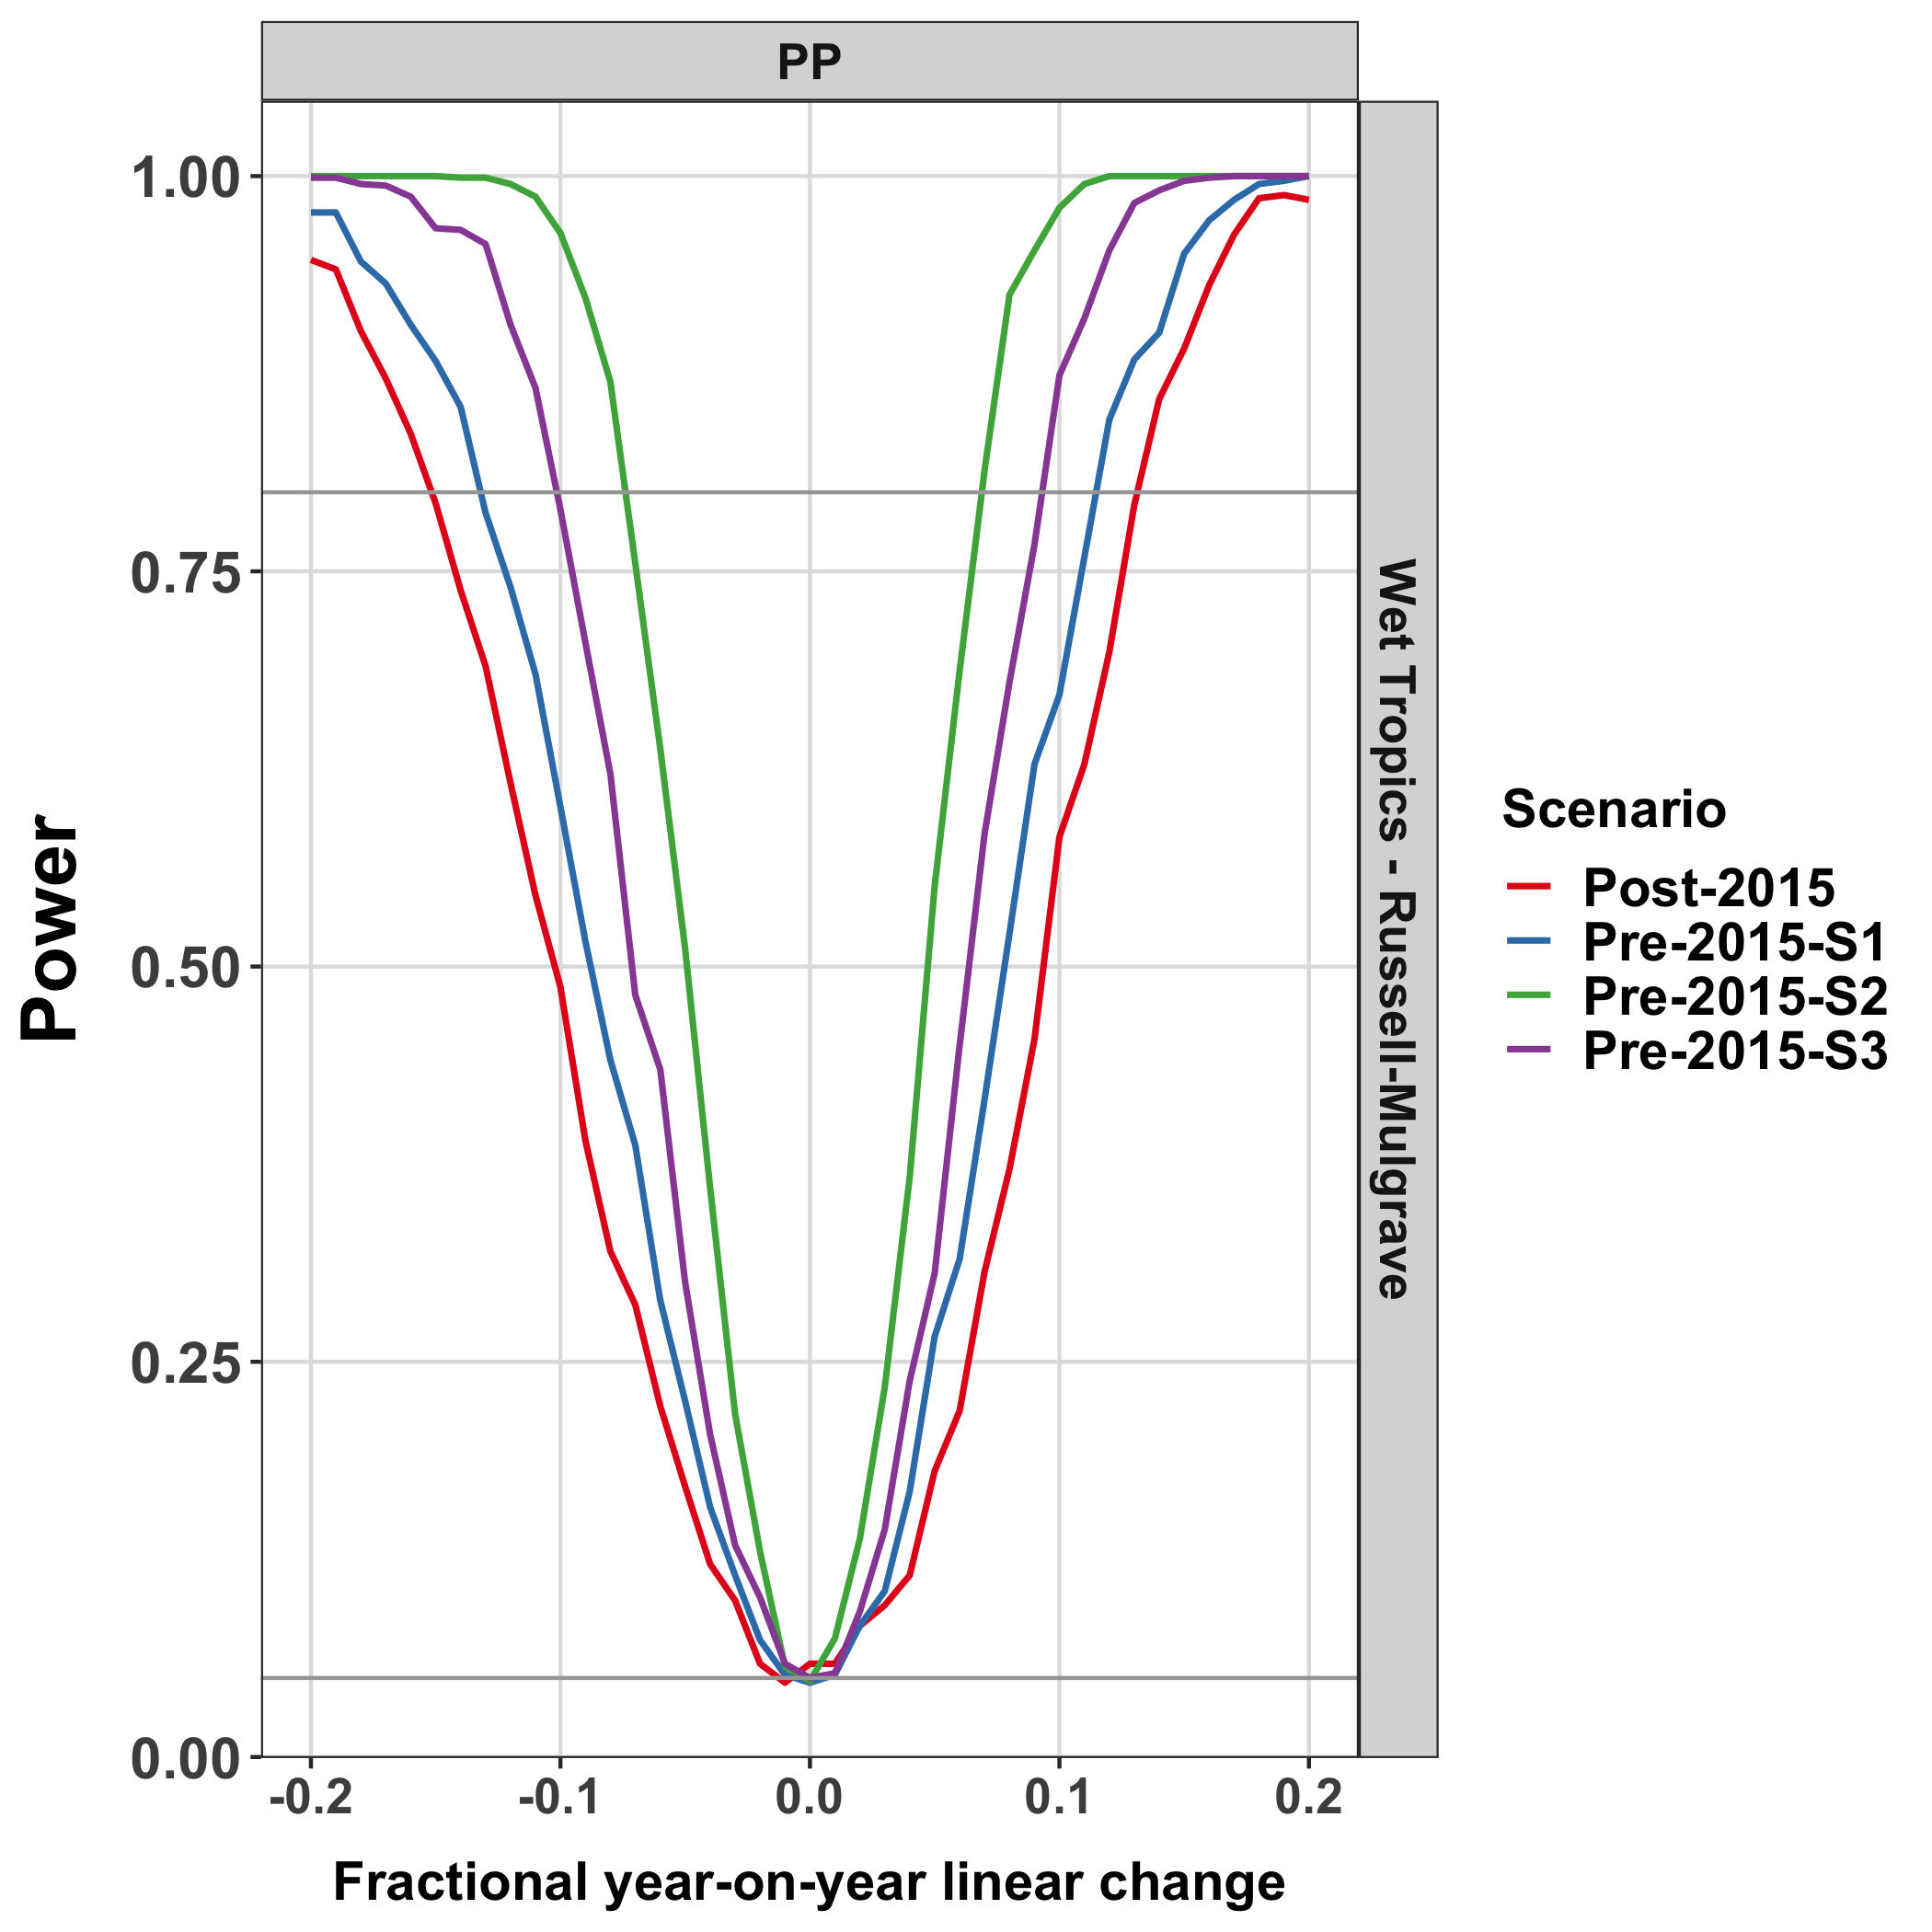 PP
1.00
0.75
0.50
0.25
0.00
Power
-0.2
-0.1
0.0
0.1
0.2
Fractional year-on-year linear change
Wet Tropics - Russell-Mulgrave
Scenario
Post-2015
Pre-2015-S1
Pre-2015-S2
Pre-2015-S3